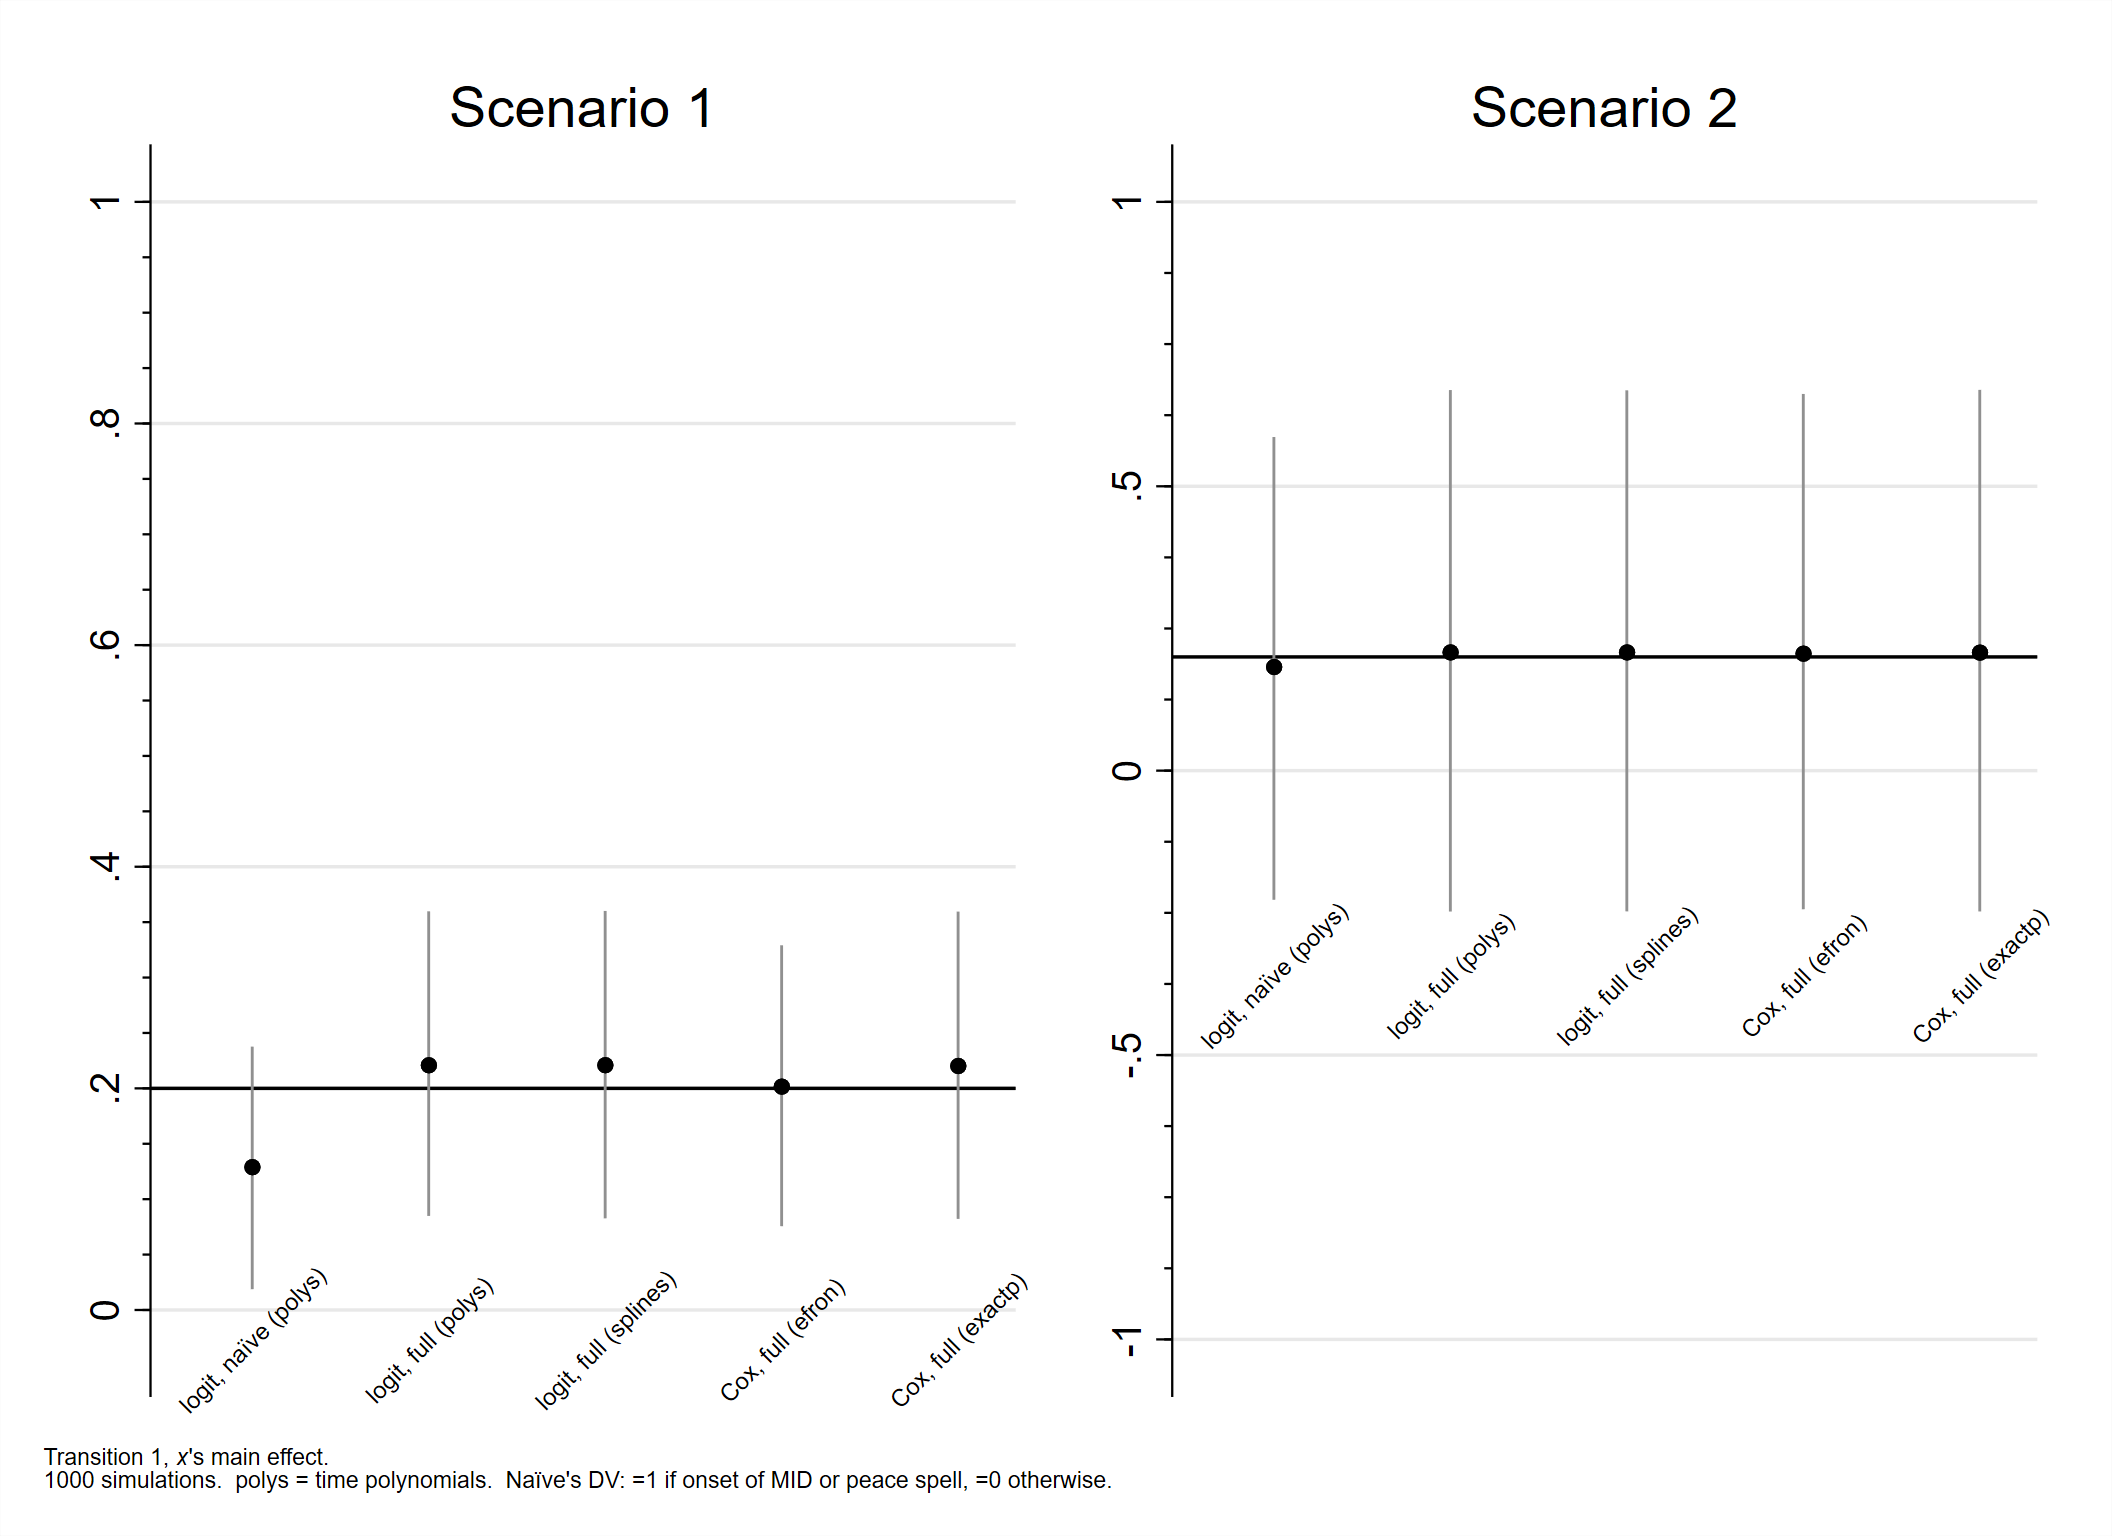 Scenario 1
1
.8
.6
.4
.2
0
logit, naïve (polys)
logit, full (polys)
logit, full (splines)
Cox, full (efron)
Cox, full (exactp)
Scenario 2
1
.5
0
-.5
-1
logit, naïve (polys)
logit, full (polys)
logit, full (splines)
Cox, full (efron)
Cox, full (exactp)
Transition 1, x's main effect.
1000 simulations.  polys = time polynomials.  Naïve's DV: =1 if onset of MID or peace spell, =0 otherwise.